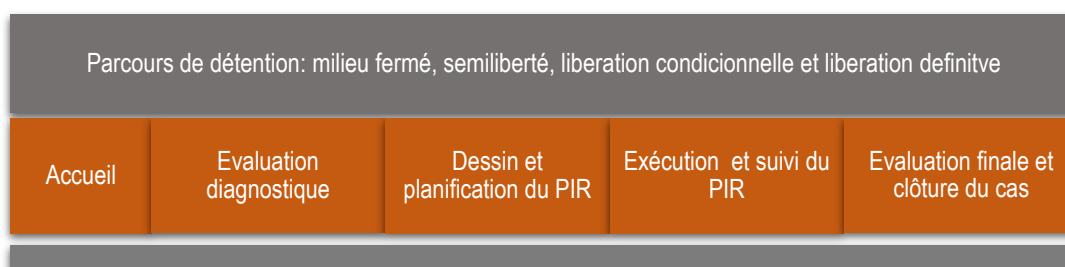 Parcours de détention: milieu fermé, semiliberté, liberation condicionnelle et liberation definitve
Accueil
Evaluation
diagnostique
Dessin et
planification du PIR
Exécution et suivi du
PIR
Evaluation finale et
clôture du cas